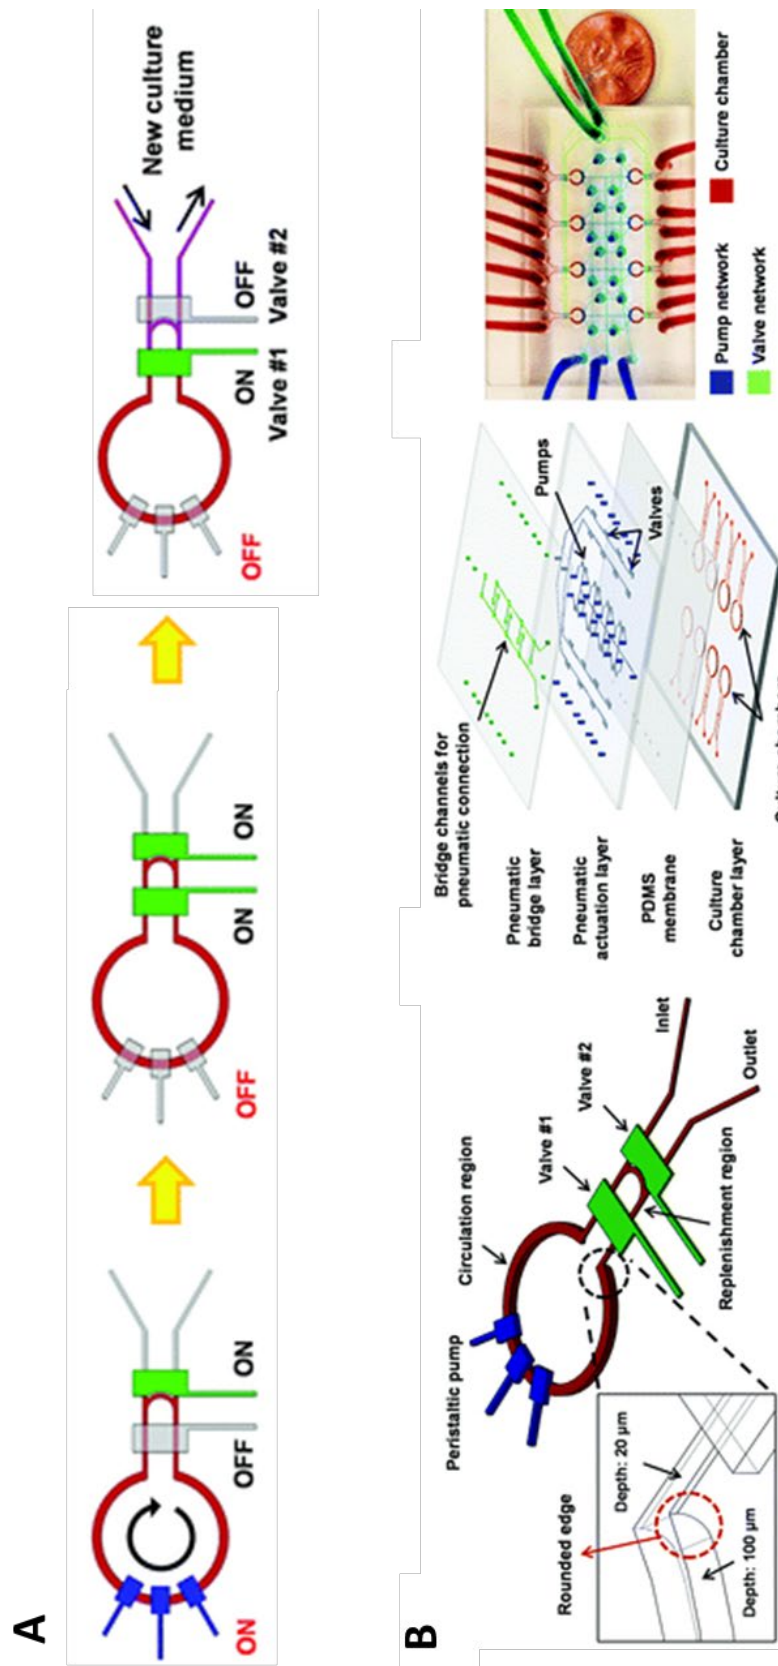 A
ON
OFF
ON
OFF
ON
ON
OFF
ON
Valve #1
OFF
Valve #2
New culture
medium
B
Peristaltic pump
Circulation region
Valve #1
Valve #2
Inlet
Outlet
Replenishment region
Rounded edge
Depth: 20 µm
Depth: 100 µm
Bridge channels for
pneumatic connection
Pneumatic
bridge layer
Pneumatic
actuation layer
PDMS
membrane
Culture
chamber layer
Pumps
Valves
Pump network
Culture chamber
Valve network